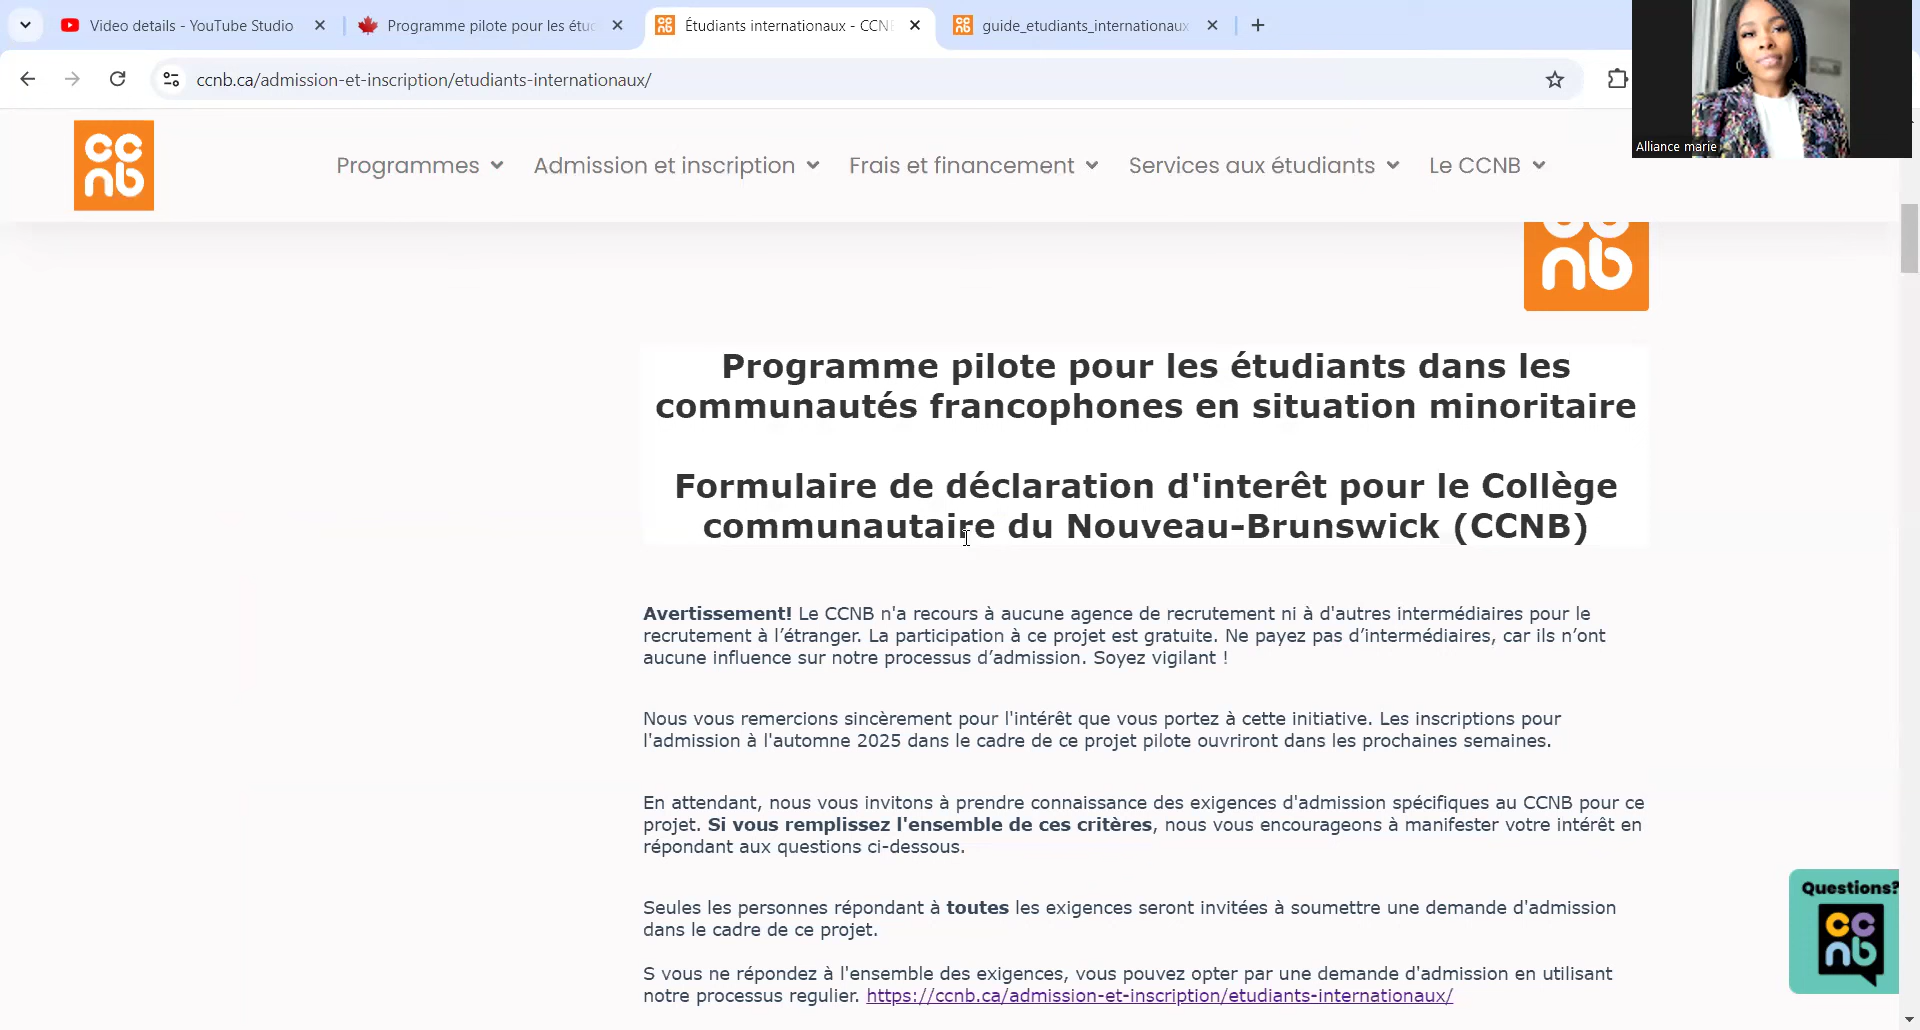 Video details - YouTube Studio
Programme pilote pour les étuc
Étudiants internationaux - CCN
guide_etudiants_internationaux
ccnb.ca/admission-et-inscription/etudiants-internationaux/
Alliance marie
cc
nb
Programmes
Admission et inscription
Frais et financement
Services aux étudiants
Le CCNB
cc
nb
Programme pilote pour les étudiants dans les
communautés francophones en situation minoritaire
Formulaire de déclaration d'interêt pour le Collège
communautaire du Nouveau-Brunswick (CCNB)
Avertissement! Le CCNB n'a recours à aucune agence de recrutement ni à d'autres intermédiaires pour le
recrutement à l’étranger. La participation à ce projet est gratuite. Ne payez pas d’intermédiaires, car ils n’ont
aucune influence sur notre processus d’admission. Soyez vigilant !
Nous vous remercions sincèrement pour l'intérêt que vous portez à cette initiative. Les inscriptions pour
l'admission à l'automne 2025 dans le cadre de ce projet pilote ouvriront dans les prochaines semaines.
En attendant, nous vous invitons à prendre connaissance des exigences d'admission spécifiques au CCNB pour ce
projet. Si vous remplissez l'ensemble de ces critères, nous vous encourageons à manifester votre intérêt en
répondant aux questions ci-dessous.
Seules les personnes répondant à toutes les exigences seront invitées à soumettre une demande d'admission
dans le cadre de ce projet.
S vous ne répondez à l'ensemble des exigences, vous pouvez opter par une demande d'admission en utilisant
notre processus regulier. https://ccnb.ca/admission-et-inscription/etudiants-internationaux/
Questions?
cc
nb